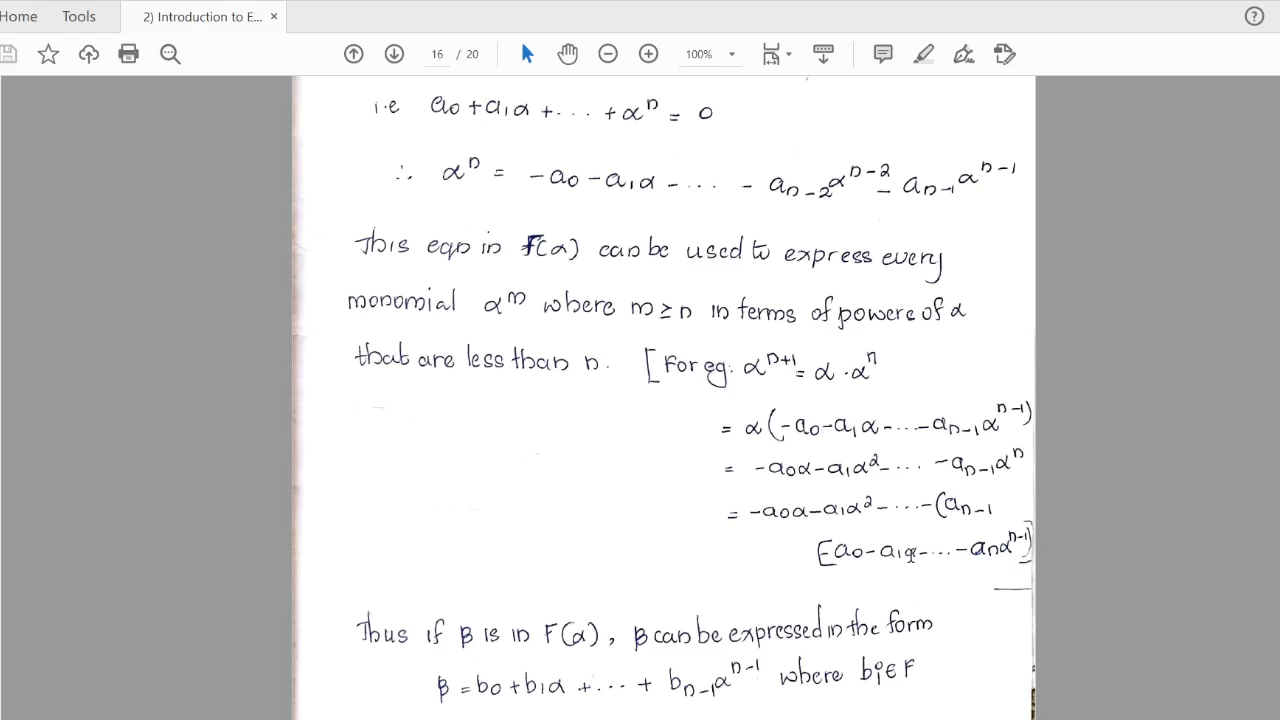 Home Tools 2) Introduction to E... ×
16 / 20 100%
i.e a0 + a1α + ... + αⁿ = 0
∴ αⁿ = -a0 - a1α - .... - an-2αⁿ⁻² - an-1αⁿ⁻¹
This eqn in F(α) can be used to express every
monomial αᵐ where m ≥ n in terms of powers of α
that are less than n. [For eg. αⁿ⁺¹ = α · αⁿ
= α(-a0 - a1α - ... - an-1αⁿ⁻¹)
= -a0α - a1α² - ... - an-1αⁿ
= -a0α - a1α² - ... - (an-1
[-a0 - a1α - ... - anαⁿ⁻¹)]
Thus if β is in F(α), β can be expressed in the form
β = b0 + b1α + ... + bn-1αⁿ⁻¹ where bi ∈ F